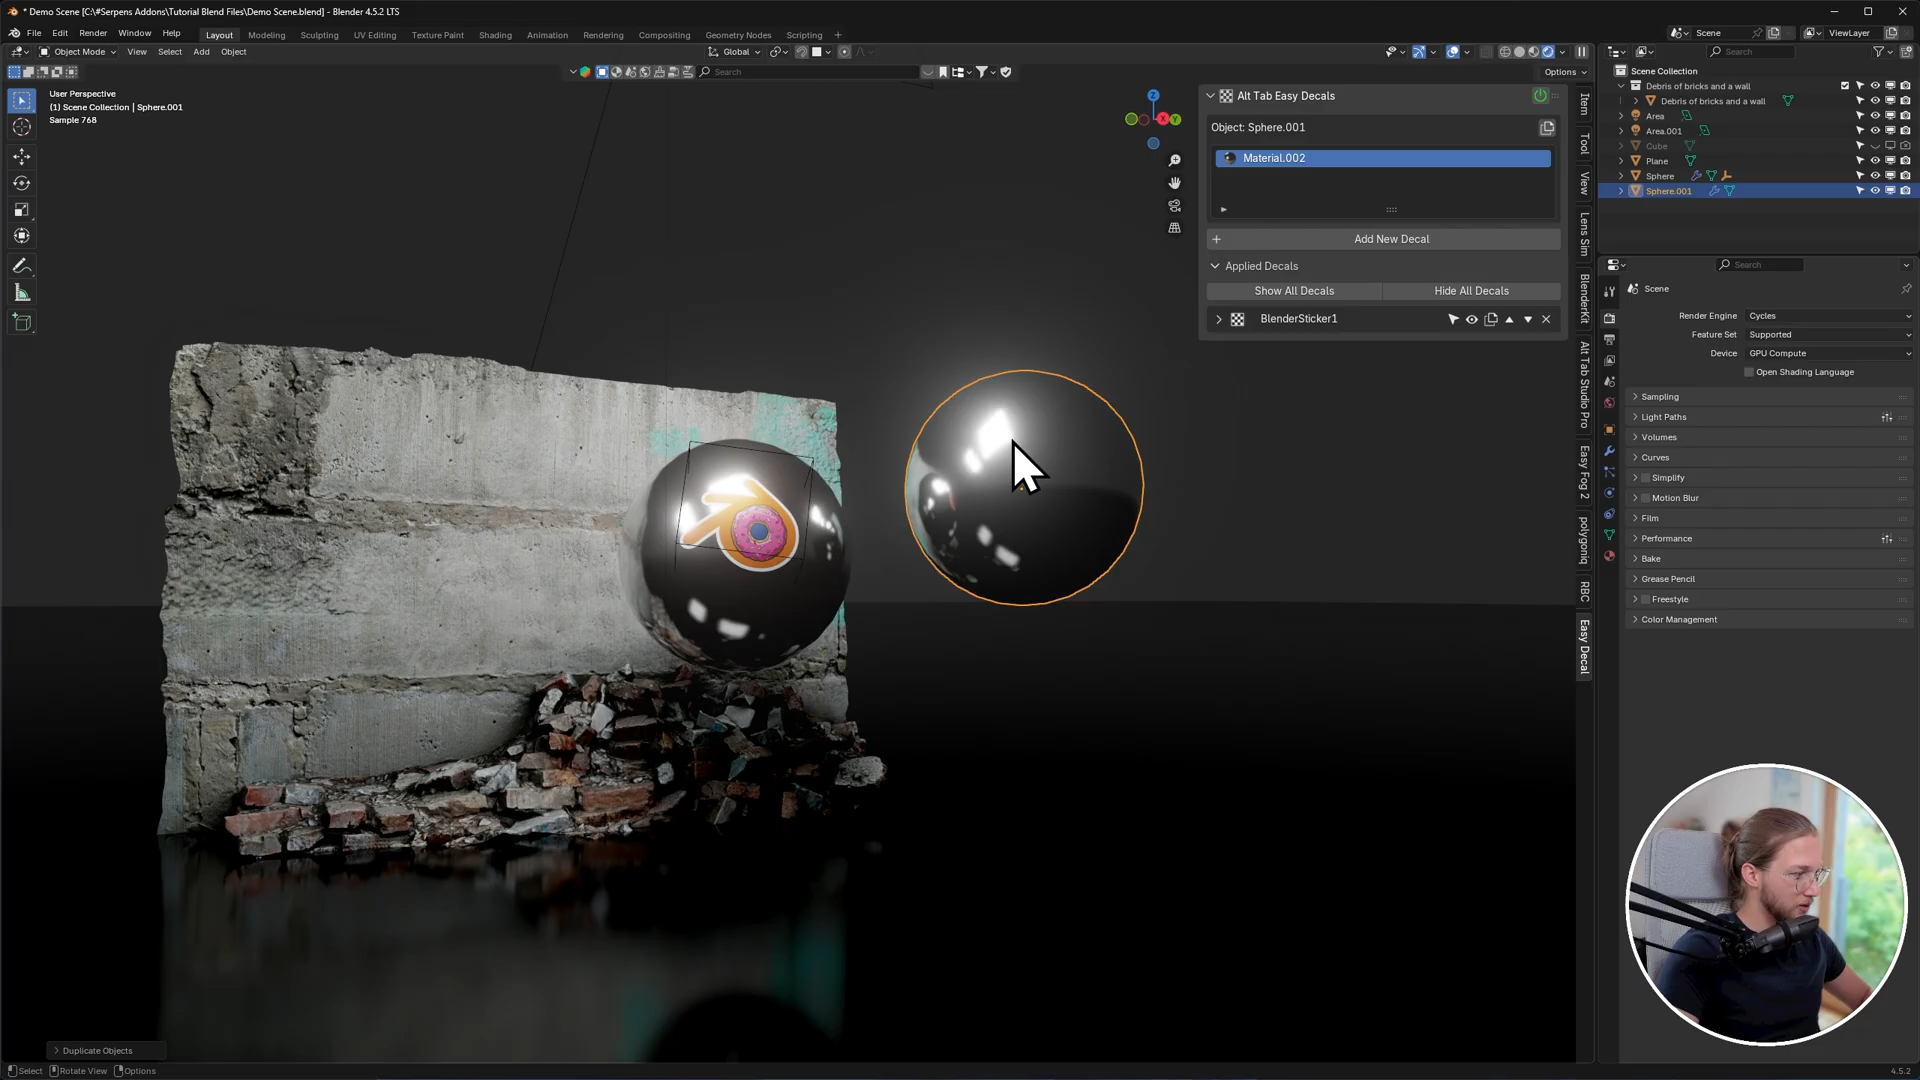 * Demo Scene [C:\#Serpens Addons\Tutorial Blend Files\Demo Scene.blend] - Blender 4.5.2 LTS
File Edit Render Window Help Layout Modeling Sculpting UV Editing Texture Paint Shading Animation Rendering Compositing Geometry Nodes Scripting +
Scene ViewLayer
Object Mode View Select Add Object Global
Search
Search
Options
User Perspective
(1) Scene Collection | Sphere.001
Sample 768
Z
X
Y
Alt Tab Easy Decals
Object: Sphere.001
Material.002
Add New Decal
Applied Decals
Show All Decals Hide All Decals
BlenderSticker1
Item
Tool
View
Lens Sim
BlenderKit
Alt Tab Studio Pro
Easy Fog 2
polygoniq
RBC
Easy Decal
Scene Collection
Debris of bricks and a wall
Debris of bricks and a wall
Area
Area.001
Cube
Plane
Sphere
Sphere.001
Search
Scene
Render Engine Cycles
Feature Set Supported
Device GPU Compute
Open Shading Language
Sampling
Light Paths
Volumes
Curves
Simplify
Motion Blur
Film
Performance
Bake
Grease Pencil
Freestyle
Color Management
Duplicate Objects
Select Rotate View Options
4.5.2